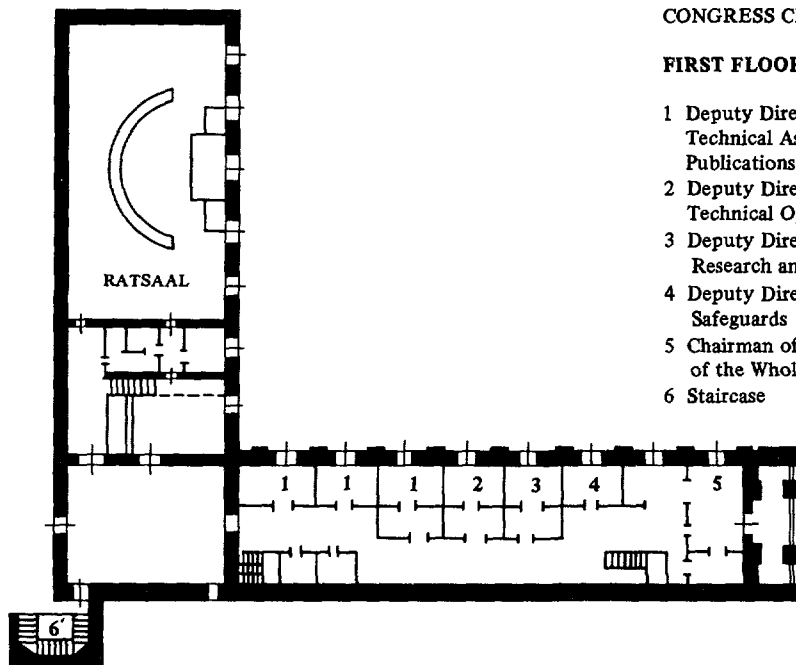 CONGRESS C
FIRST FLOOR
1 Deputy Dire
Technical As
Publications
2 Deputy Dire
Technical O
3 Deputy Dire
Research an
4 Deputy Dire
Safeguards
5 Chairman of
of the Whol
6 Staircase
RATSAAL
1 1 1 2 3 4 5
6